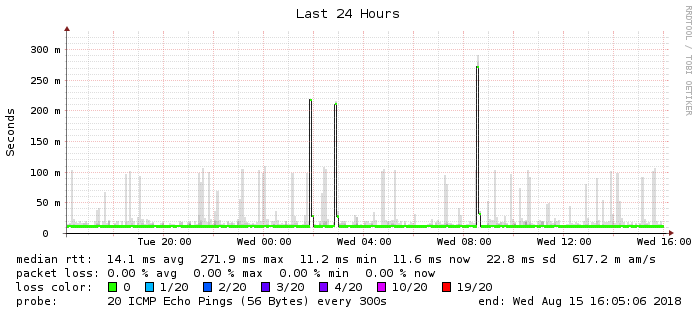 Last 24 Hours
RRDTOOL / TOBI OETIKER
Seconds
300 m
250 m
200 m
150 m
100 m
50 m
0
Tue 20:00 Wed 00:00 Wed 04:00 Wed 08:00 Wed 12:00 Wed 16:00
median rtt: 14.1 ms avg 271.9 ms max 11.2 ms min 11.6 ms now 22.8 ms sd 617.2 m am/s
packet loss: 0.00 % avg 0.00 % max 0.00 % min 0.00 % now
loss color: 0 1/20 2/20 3/20 4/20 10/20 19/20
probe: 20 ICMP Echo Pings (56 Bytes) every 300s end: Wed Aug 15 16:05:06 2018